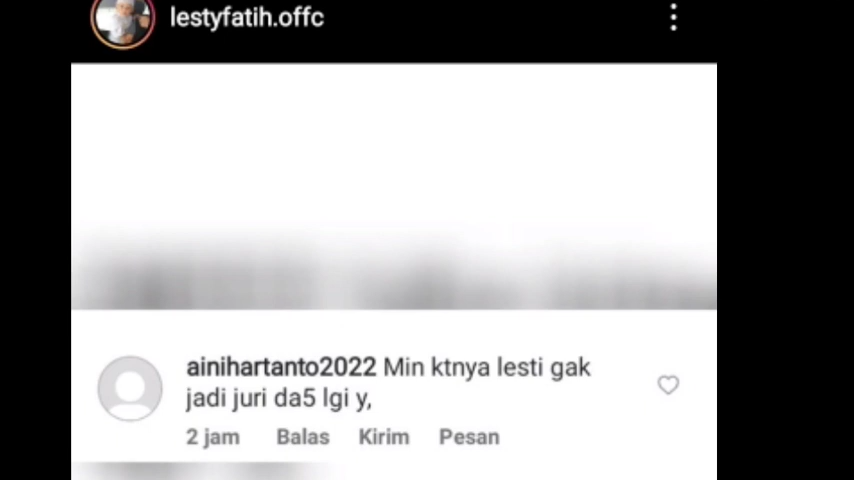 lestyfatih.offc
ainihartanto2022 Min ktnya lesti gak
jadi juri da5 lgi y,
2 jam Balas Kirim Pesan